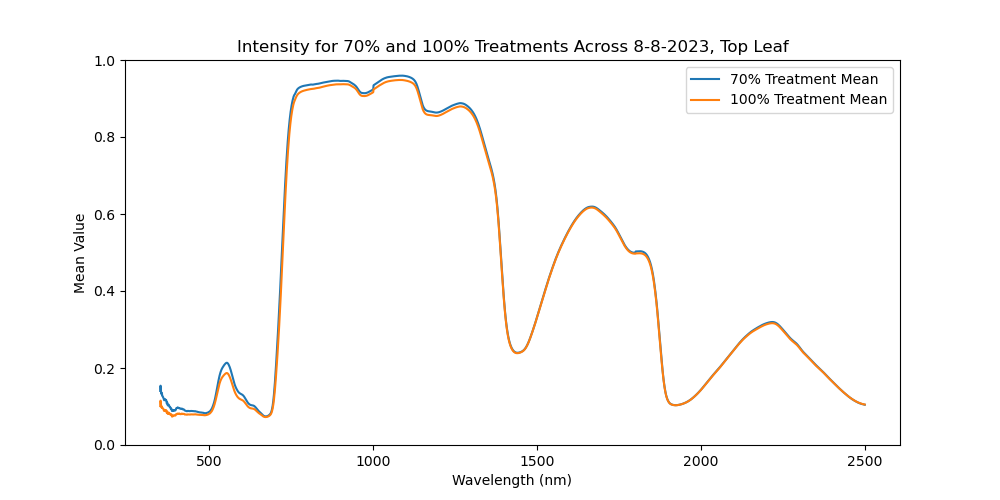 Intensity for 70% and 100% Treatments Across 8-8-2023, Top Leaf
70% Treatment Mean
100% Treatment Mean
Mean Value
1.0
0.8
0.6
0.4
0.2
0.0
500 1000 1500 2000 2500
Wavelength (nm)